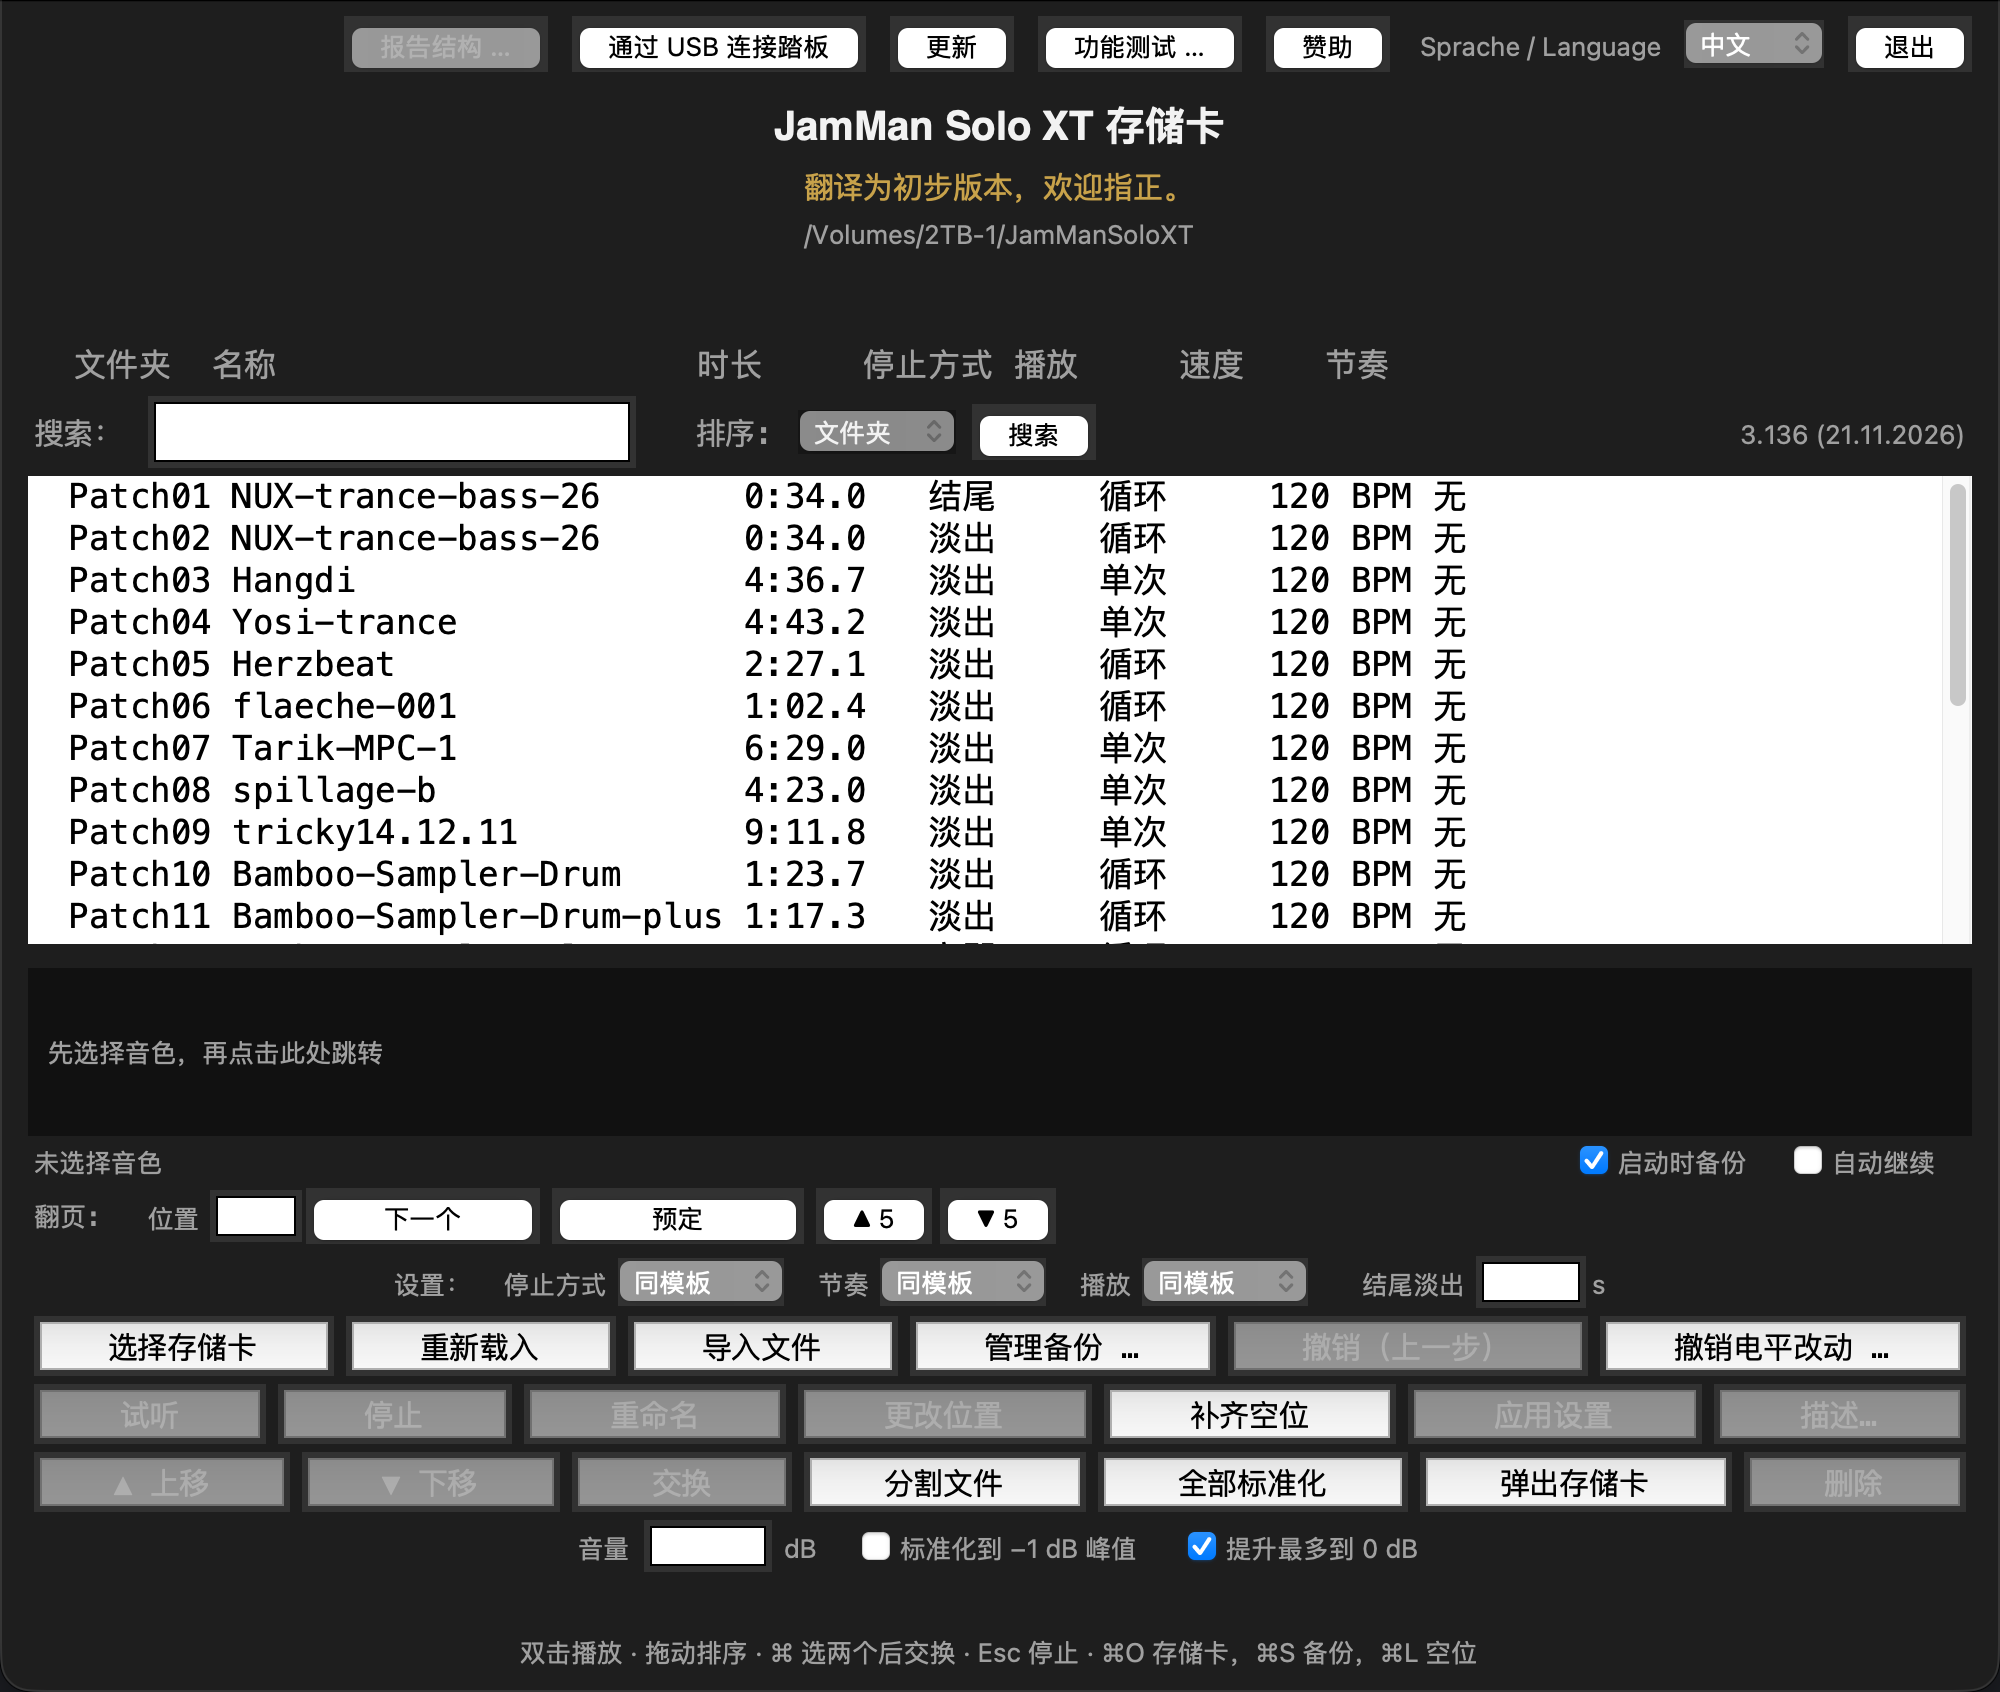 报告结构 ... 通过 USB 连接踏板 更新 功能测试 ... 赞助 Sprache / Language 中文 退出
JamMan Solo XT 存储卡
翻译为初步版本，欢迎指正。
/Volumes/2TB-1/JamManSoloXT
文件夹 名称 时长 停止方式 播放 速度 节奏
搜索： 排序： 文件夹 搜索 3.136 (21.11.2026)
Patch01 NUX-trance-bass-26 0:34.0 结尾 循环 120 BPM 无
Patch02 NUX-trance-bass-26 0:34.0 淡出 循环 120 BPM 无
Patch03 Hangdi 4:36.7 淡出 单次 120 BPM 无
Patch04 Yosi-trance 4:43.2 淡出 单次 120 BPM 无
Patch05 Herzbeat 2:27.1 淡出 循环 120 BPM 无
Patch06 flaeche-001 1:02.4 淡出 循环 120 BPM 无
Patch07 Tarik-MPC-1 6:29.0 淡出 单次 120 BPM 无
Patch08 spillage-b 4:23.0 淡出 单次 120 BPM 无
Patch09 tricky14.12.11 9:11.8 淡出 单次 120 BPM 无
Patch10 Bamboo-Sampler-Drum 1:23.7 淡出 循环 120 BPM 无
Patch11 Bamboo-Sampler-Drum-plus 1:17.3 淡出 循环 120 BPM 无
先选择音色，再点击此处跳转
未选择音色 启动时备份 自动继续
翻页： 位置 下一个 预定 ▲ 5 ▼ 5
设置： 停止方式 同模板 节奏 同模板 播放 同模板 结尾淡出 s
选择存储卡 重新载入 导入文件 管理备份 … 撤销（上一步） 撤销电平改动 …
试听 停止 重命名 更改位置 补齐空位 应用设置 描述…
▲ 上移 ▼ 下移 交换 分割文件 全部标准化 弹出存储卡 删除
音量 dB 标准化到 −1 dB 峰值 提升最多到 0 dB
双击播放 · 拖动排序 · ⌘ 选两个后交换 · Esc 停止 · ⌘O 存储卡，⌘S 备份，⌘L 空位